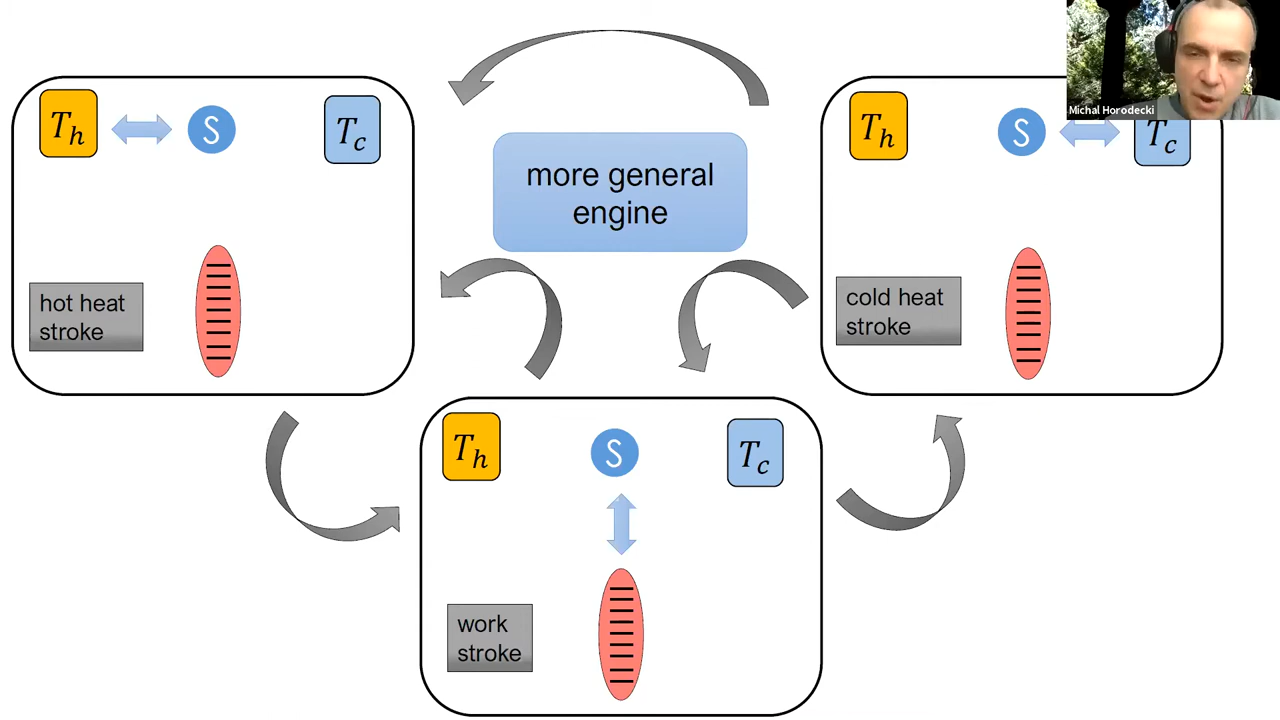 T_h
S
T_c
hot heat
stroke
more general
engine
T_h
S
T_c
cold heat
stroke
Michal Horodecki
T_h
S
T_c
work
stroke